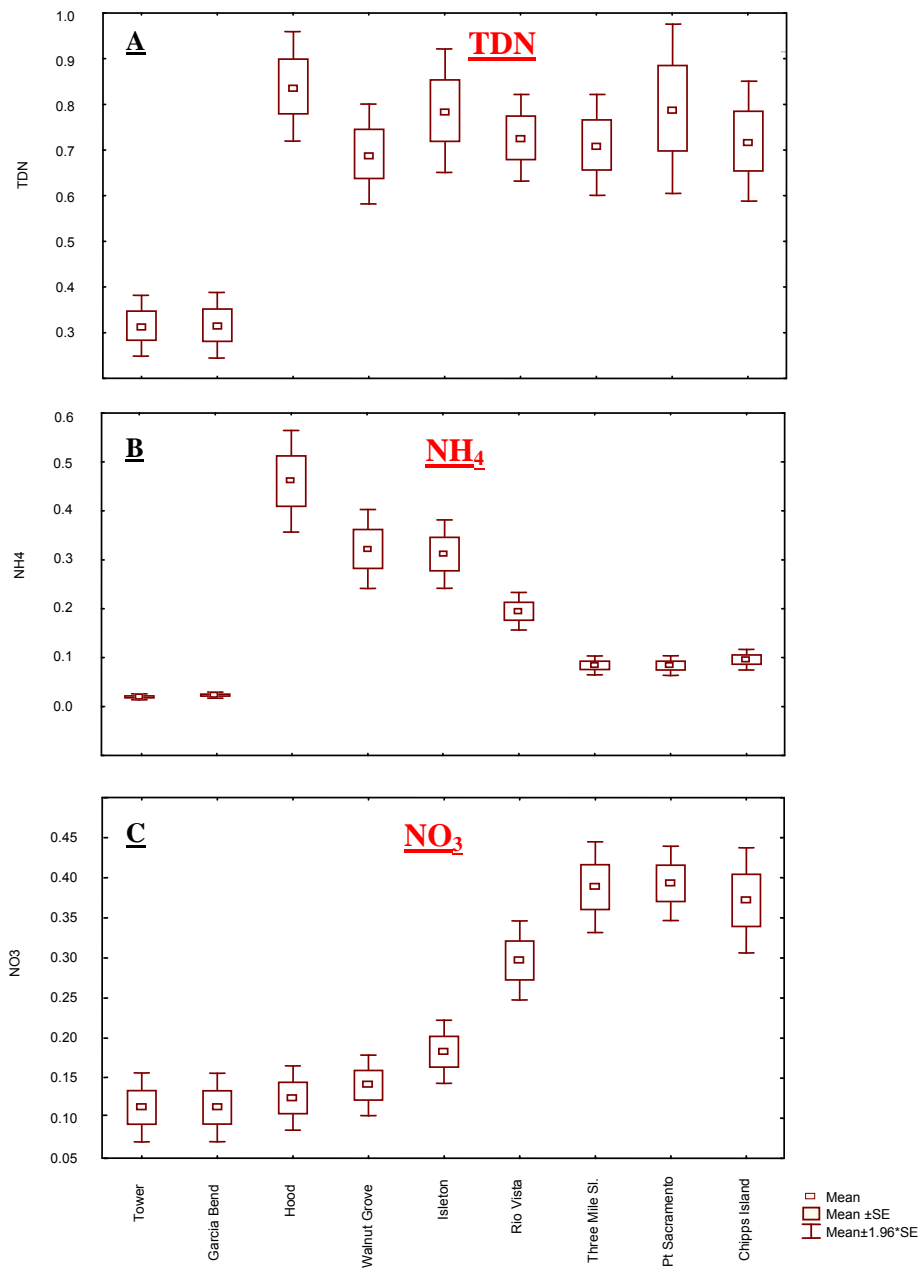 A
TDN
TDN
1.0
0.9
0.8
0.7
0.6
0.5
0.4
0.3
B
NH4
NH4
0.6
0.5
0.4
0.3
0.2
0.1
0.0
C
NO3
NO3
0.45
0.40
0.35
0.30
0.25
0.20
0.15
0.10
0.05
Tower
Garcia Bend
Hood
Walnut Grove
Isleton
Rio Vista
Three Mile Sl.
Pt Sacramento
Chipps Island
Mean
Mean ±SE
Mean±1.96*SE